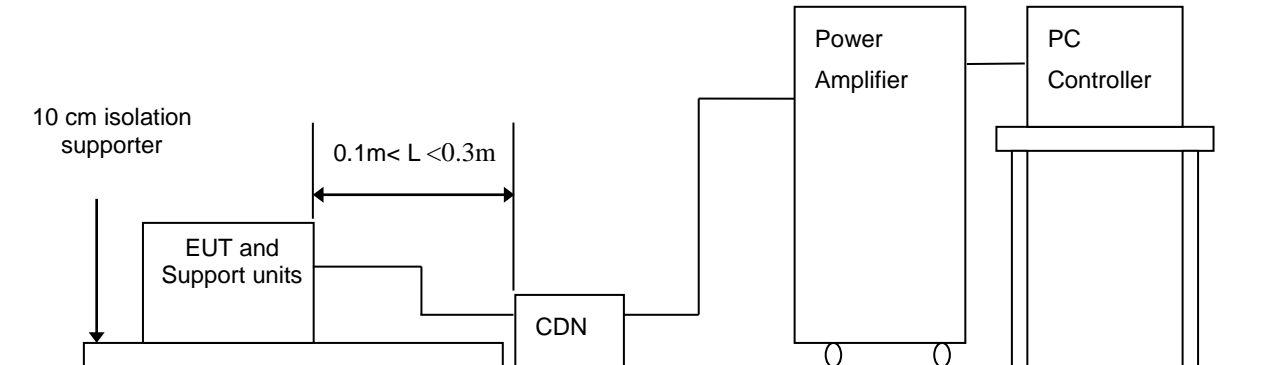 Power
Amplifier
PC
Controller
10 cm isolation
supporter
0.1m< L <0.3m
EUT and
Support units
CDN